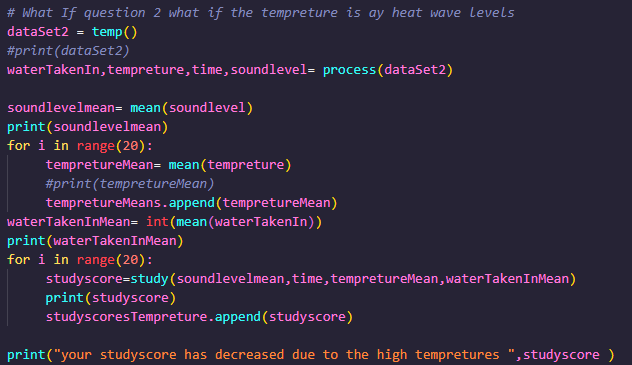 # What If question 2 what if the tempreture is ay heat wave levels
dataSet2 = temp()
#print(dataSet2)
waterTakenIn,tempreture,time,soundlevel= process(dataSet2)
soundlevelmean= mean(soundlevel)
print(soundlevelmean)
for i in range(20):
tempretureMean= mean(tempreture)
#print(tempretureMean)
tempretureMeans.append(tempretureMean)
waterTakenInMean= int(mean(waterTakenIn))
print(waterTakenInMean)
for i in range(20):
studyscore=study(soundlevelmean,time,tempretureMean,waterTakenInMean)
print(studyscore)
studyscoresTempreture.append(studyscore)
print("your studyscore has decreased due to the high tempretures ",studyscore )